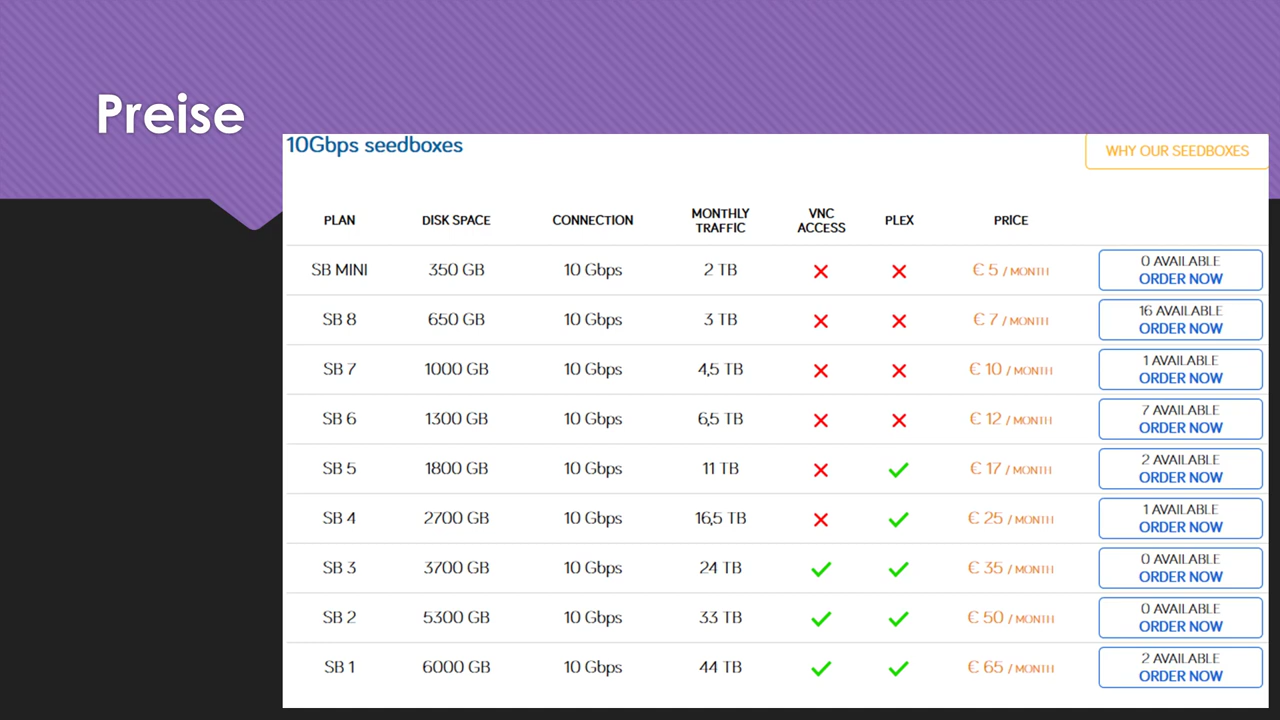 Preise
10Gbps seedboxes
WHY OUR SEEDBOXES
PLAN DISK SPACE CONNECTION MONTHLY TRAFFIC VNC ACCESS PLEX PRICE
SB MINI 350 GB 10 Gbps 2 TB € 5 / MONTH 0 AVAILABLE ORDER NOW
SB 8 650 GB 10 Gbps 3 TB € 7 / MONTH 16 AVAILABLE ORDER NOW
SB 7 1000 GB 10 Gbps 4,5 TB € 10 / MONTH 1 AVAILABLE ORDER NOW
SB 6 1300 GB 10 Gbps 6,5 TB € 12 / MONTH 7 AVAILABLE ORDER NOW
SB 5 1800 GB 10 Gbps 11 TB € 17 / MONTH 2 AVAILABLE ORDER NOW
SB 4 2700 GB 10 Gbps 16,5 TB € 25 / MONTH 1 AVAILABLE ORDER NOW
SB 3 3700 GB 10 Gbps 24 TB € 35 / MONTH 0 AVAILABLE ORDER NOW
SB 2 5300 GB 10 Gbps 33 TB € 50 / MONTH 0 AVAILABLE ORDER NOW
SB 1 6000 GB 10 Gbps 44 TB € 65 / MONTH 2 AVAILABLE ORDER NOW